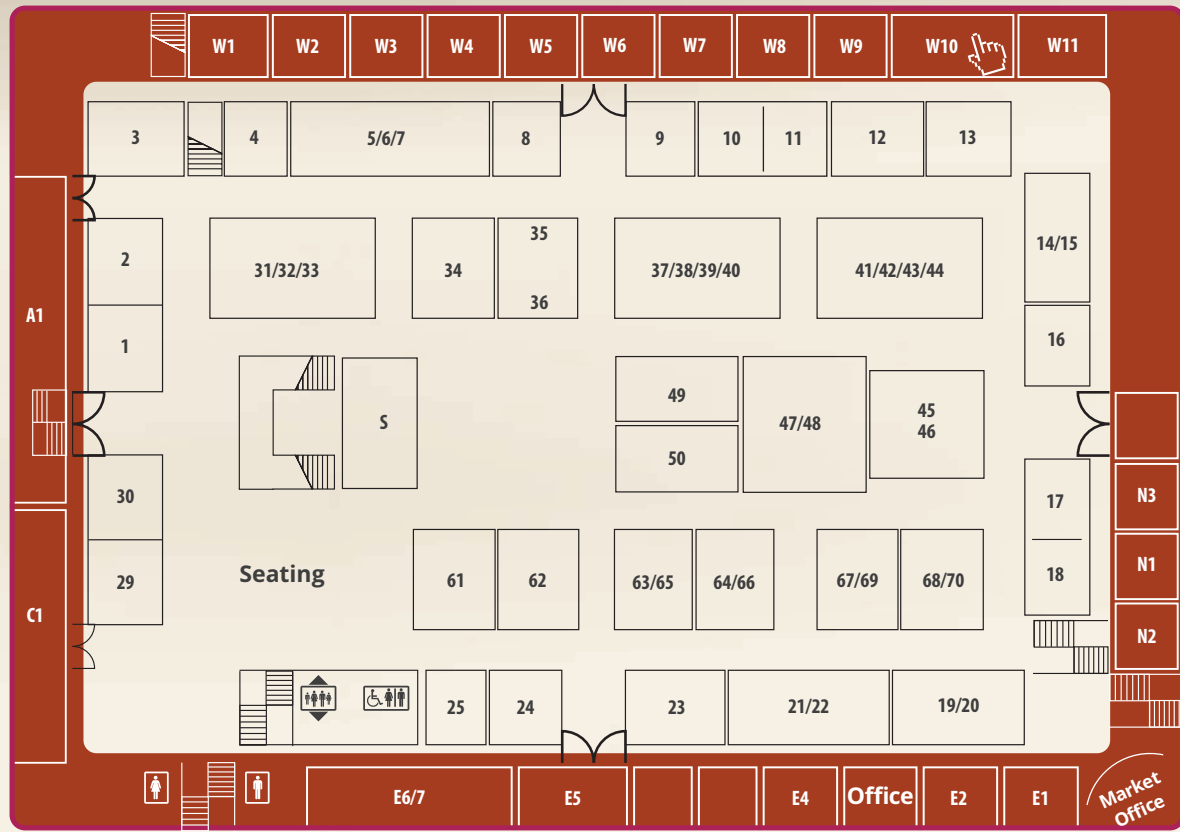 W1 W2 W3 W4 W5 W6 W7 W8 W9 W10 W11
3 4 5/6/7 8 9 10 11 12 13
2 31/32/33 34 35 37/38/39/40 41/42/43/44 14/15
36
A1 1 16
S 49 47/48 45
46
50
30 17 N3
Seating 61 62 63/65 64/66 67/69 68/70 18 N1
29
C1 N2
25 24 23 21/22 19/20
E6/7 E5 E4 Office E2 E1 Market
Office